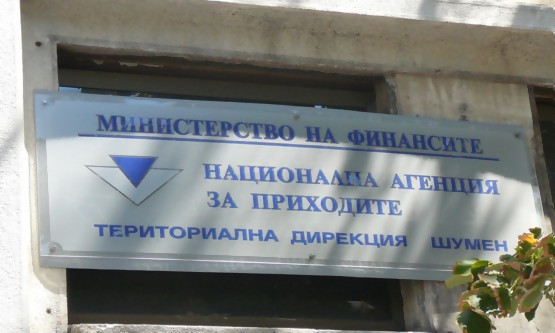 МИНИСТЕРСТВО НА ФИНАНСИТЕ
НАЦИОНАЛНА АГЕНЦИЯ
ЗА ПРИХОДИТЕ
ТЕРИТОРИАЛНА ДИРЕКЦИЯ ШУМЕН